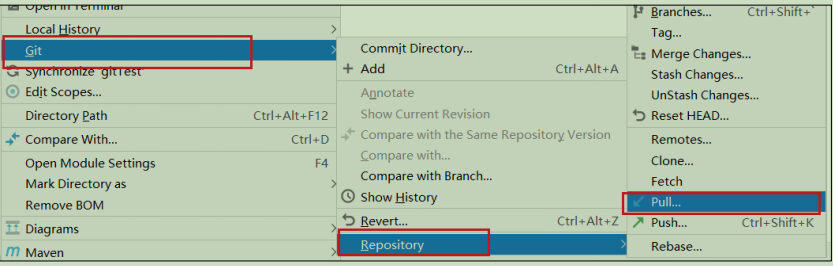 Open in Terminal
Local History
Git
Synchronize 'gitTest'
Edit Scopes...
Directory Path Ctrl+Alt+F12
Compare With... Ctrl+D
Open Module Settings F4
Mark Directory as
Remove BOM
Diagrams
Maven
Commit Directory...
Add Ctrl+Alt+A
Annotate
Show Current Revision
Compare with the Same Repository Version
Compare with...
Compare with Branch...
Show History
Revert... Ctrl+Alt+Z
Repository
Branches... Ctrl+Shift+`
Tag...
Merge Changes...
Stash Changes...
UnStash Changes...
Reset HEAD...
Remotes...
Clone...
Fetch
Pull...
Push... Ctrl+Shift+K
Rebase...